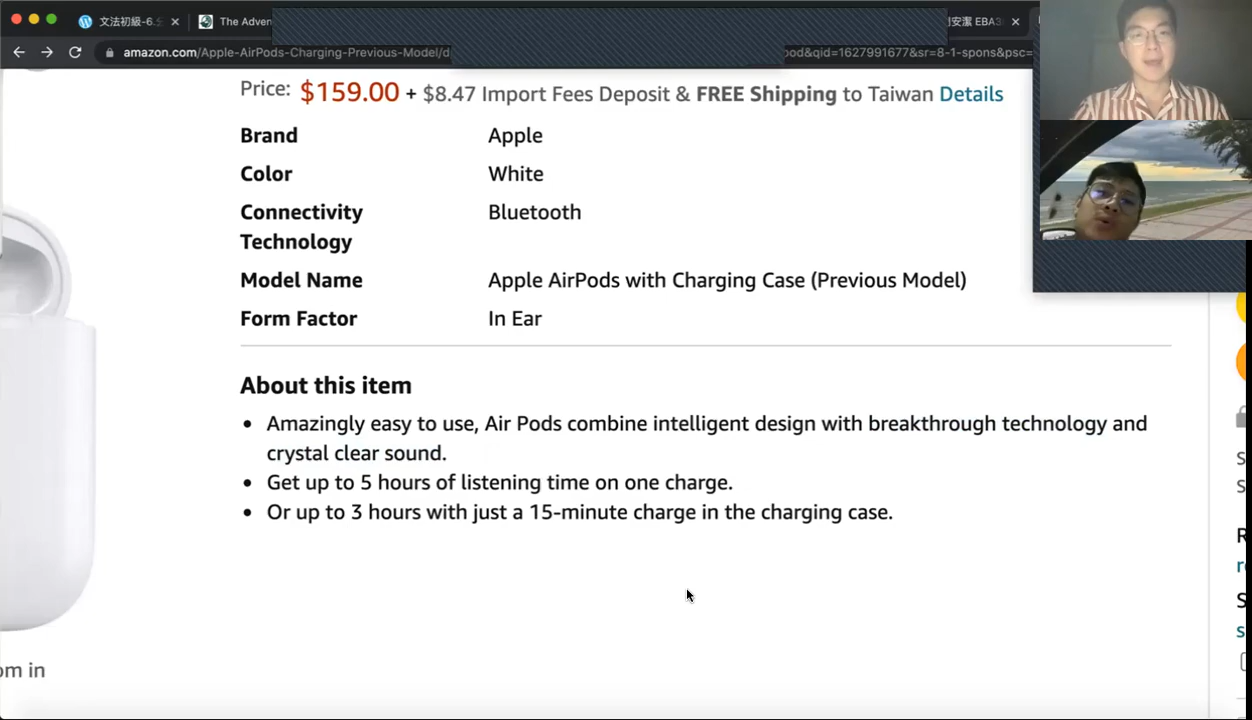 文法初級-6.
The Adven
安潔 EBA3
amazon.com/Apple-AirPods-Charging-Previous-Model/d
ood&qid=1627991677&sr=8-1-spons&psc=
Price: $159.00 + $8.47 Import Fees Deposit & FREE Shipping to Taiwan Details
Brand Apple
Color White
Connectivity Technology Bluetooth
Model Name Apple AirPods with Charging Case (Previous Model)
Form Factor In Ear
About this item
• Amazingly easy to use, Air Pods combine intelligent design with breakthrough technology and
crystal clear sound.
• Get up to 5 hours of listening time on one charge.
• Or up to 3 hours with just a 15-minute charge in the charging case.
om in